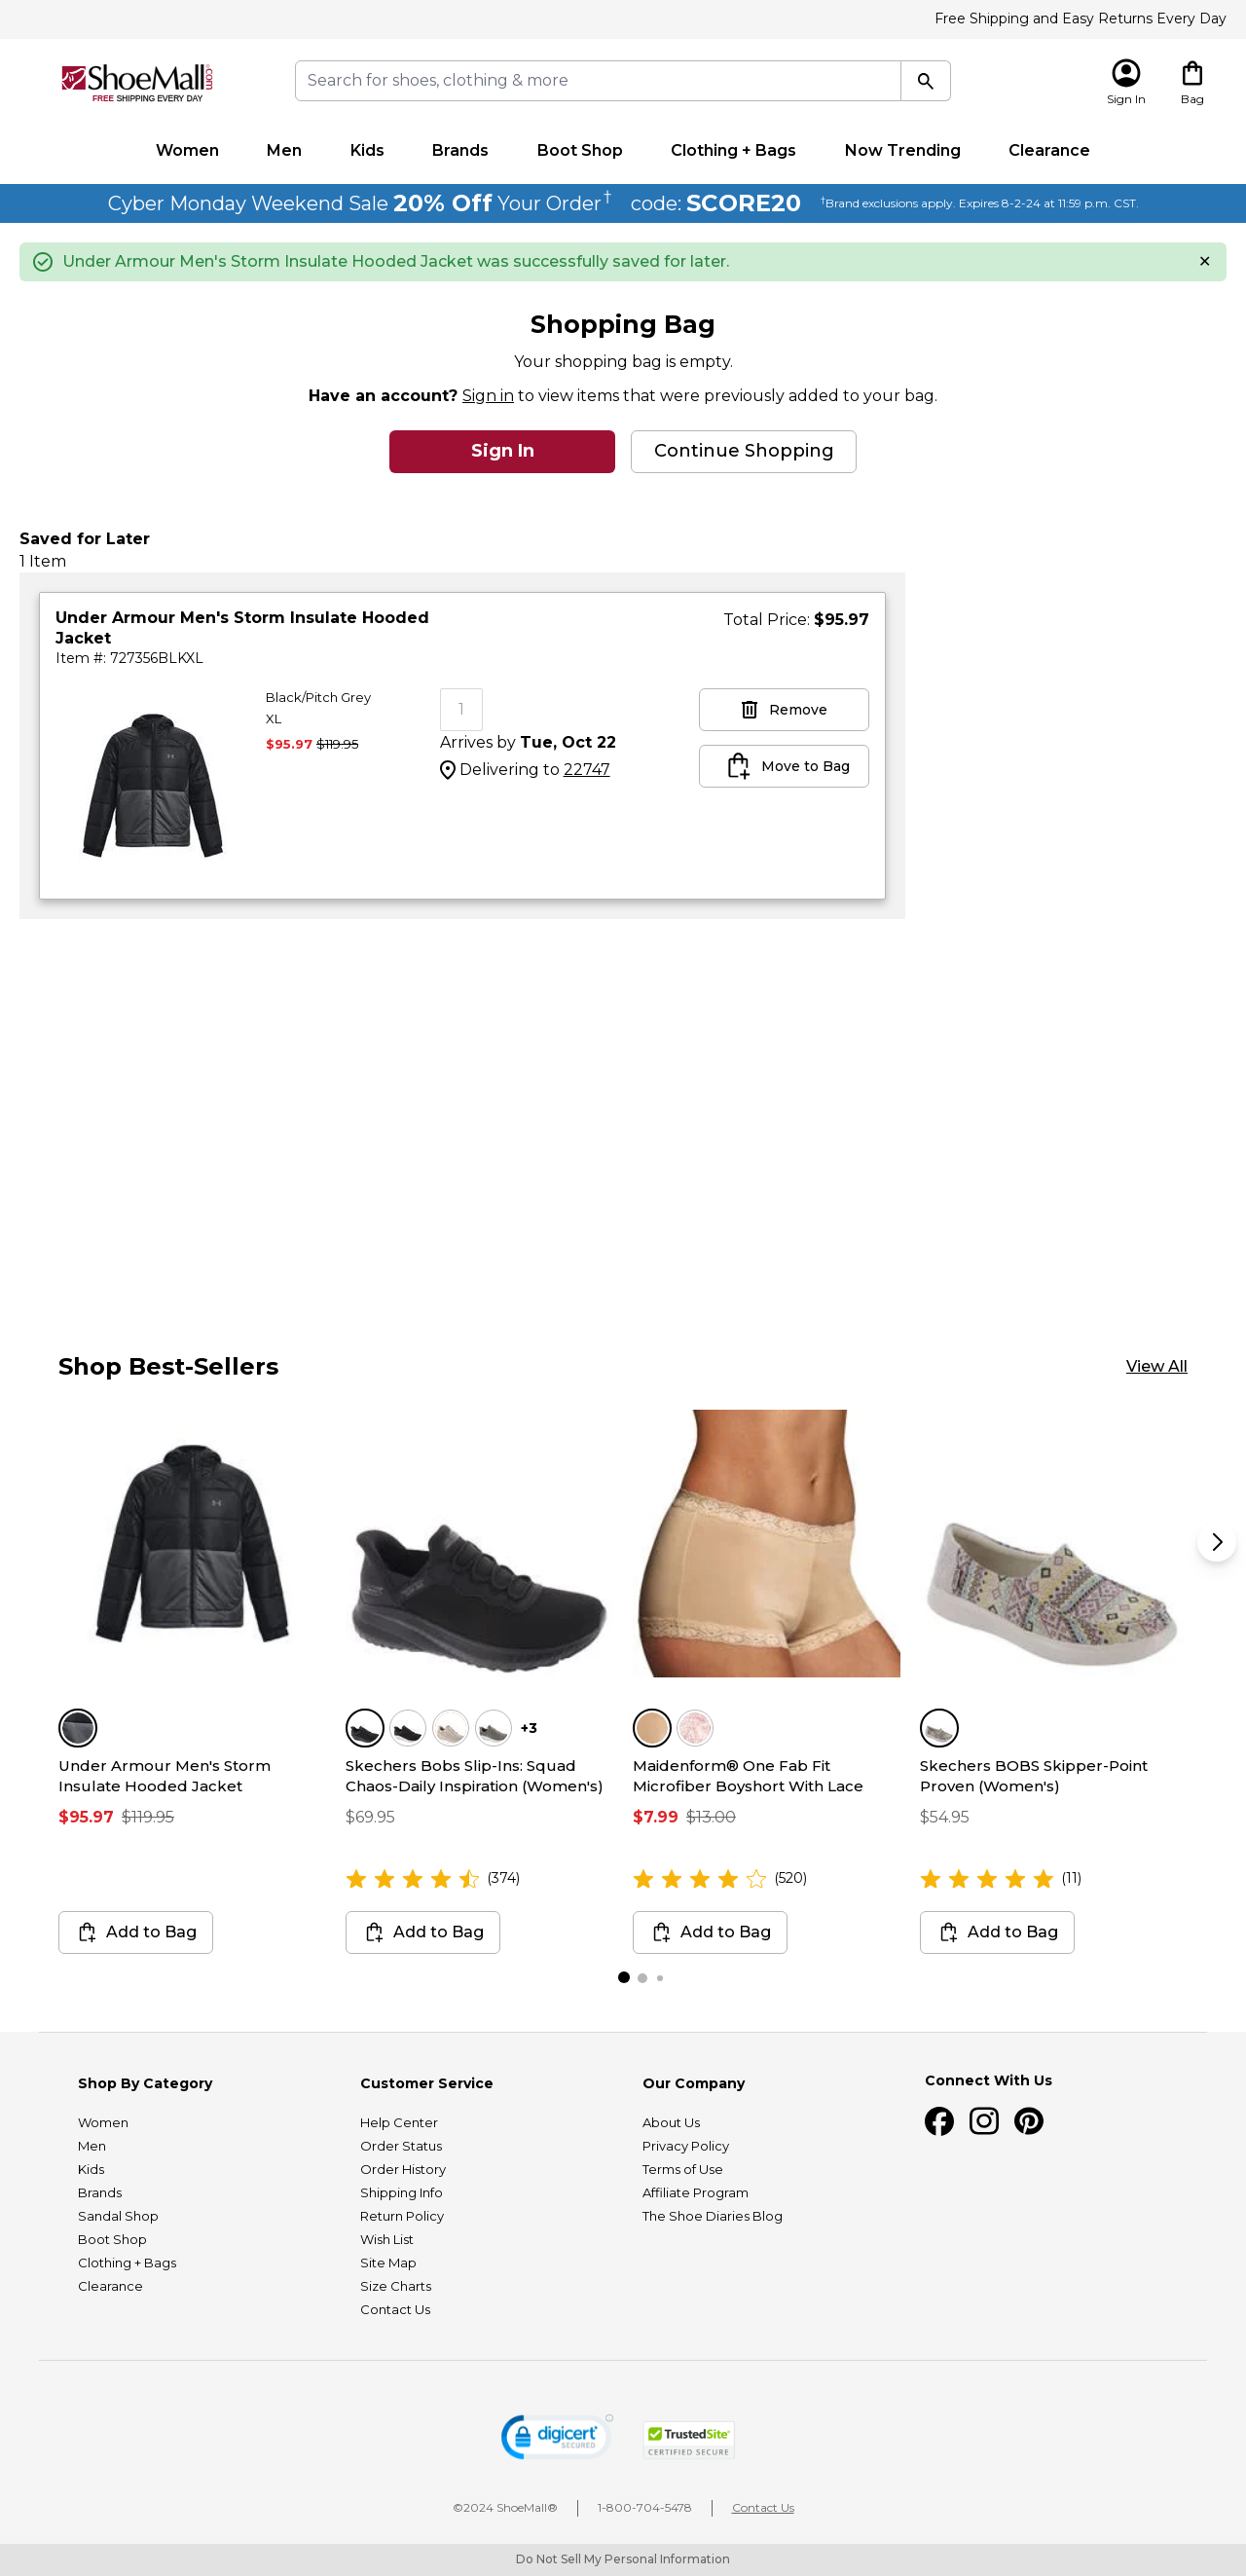 Free Shipping and Easy Returns Every Day
ShoeMall.com
FREE SHIPPING EVERY DAY
Search for shoes, clothing & more
Sign In
Bag
Women
Men
Kids
Brands
Boot Shop
Clothing + Bags
Now Trending
Clearance
Cyber Monday Weekend Sale 20% Off Your Order† code: SCORE20 †Brand exclusions apply. Expires 8-2-24 at 11:59 p.m. CST.
Under Armour Men's Storm Insulate Hooded Jacket was successfully saved for later.
Shopping Bag
Your shopping bag is empty.
Have an account? Sign in to view items that were previously added to your bag.
Sign In
Continue Shopping
Saved for Later
1 Item
Under Armour Men's Storm Insulate Hooded
Jacket
Item #: 727356BLKXL
Total Price: $95.97
Black/Pitch Grey
XL
$95.97 $119.95
1
Arrives by Tue, Oct 22
Delivering to 22747
Remove
Move to Bag
Shop Best-Sellers
View All
+3
Under Armour Men's Storm
Insulate Hooded Jacket
$95.97 $119.95
Add to Bag
Skechers Bobs Slip-Ins: Squad
Chaos-Daily Inspiration (Women's)
$69.95
(374)
Add to Bag
Maidenform® One Fab Fit
Microfiber Boyshort With Lace
$7.99 $13.00
(520)
Add to Bag
Skechers BOBS Skipper-Point
Proven (Women's)
$54.95
(11)
Add to Bag
Shop By Category
Women
Men
Kids
Brands
Sandal Shop
Boot Shop
Clothing + Bags
Clearance
Customer Service
Help Center
Order Status
Order History
Shipping Info
Return Policy
Wish List
Site Map
Size Charts
Contact Us
Our Company
About Us
Privacy Policy
Terms of Use
Affiliate Program
The Shoe Diaries Blog
Connect With Us
digicert
SECURED
TrustedSite
CERTIFIED SECURE
©2024 ShoeMall®
1-800-704-5478
Contact Us
Do Not Sell My Personal Information